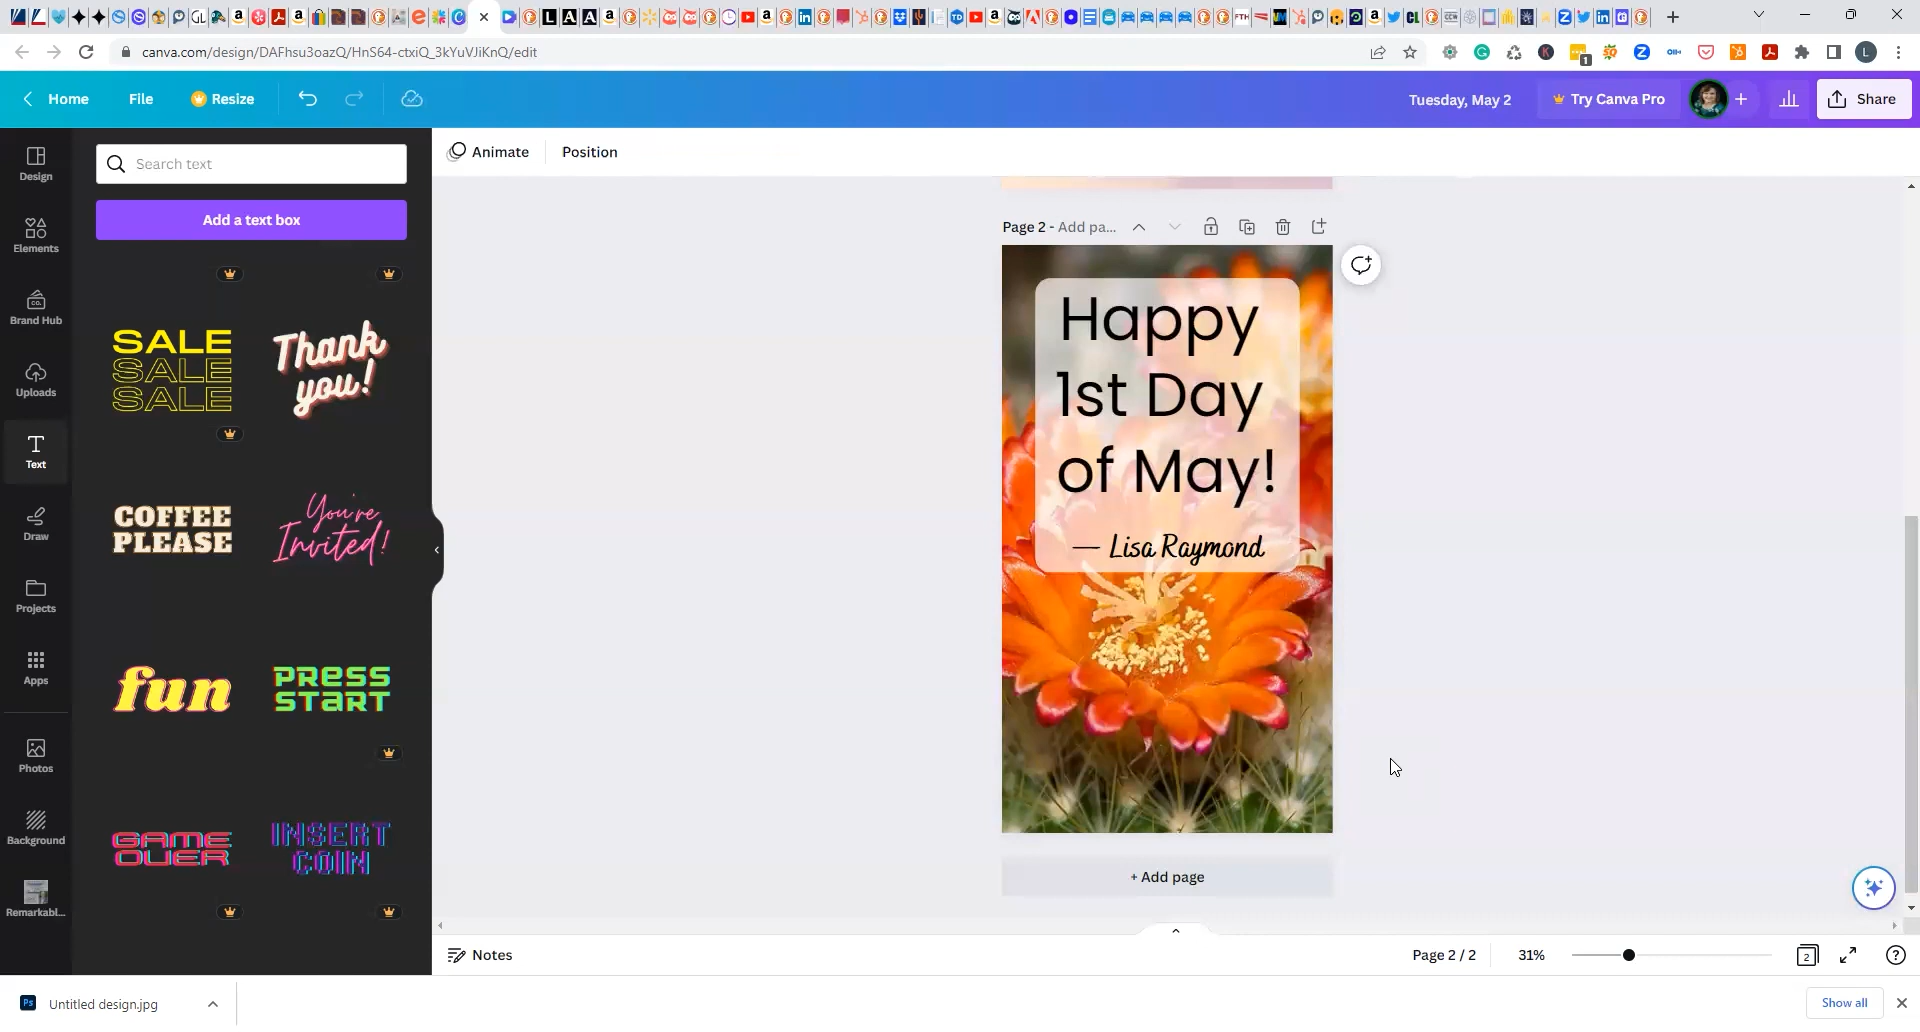 canva.com/design/DAFhsu3oazQ/HnS64-ctxiQ_3kYuVJiKnQ/edit
Home
File
Resize
Tuesday, May 2
Try Canva Pro
Share
Design
Elements
Brand Hub
Uploads
Text
Draw
Projects
Apps
Photos
Background
Remarkabl...
Search text
Add a text box
SALE
SALE
SALE
Thank
you!
COFFEE
PLEASE
You're
Invited!
fun
PRESS
START
GAME
OVER
INSERT
COIN
Animate
Position
Page 2 - Add pa...
Happy
1st Day
of May!
— Lisa Raymond
+ Add page
Notes
Page 2 / 2
31%
2
Untitled design.jpg
Show all